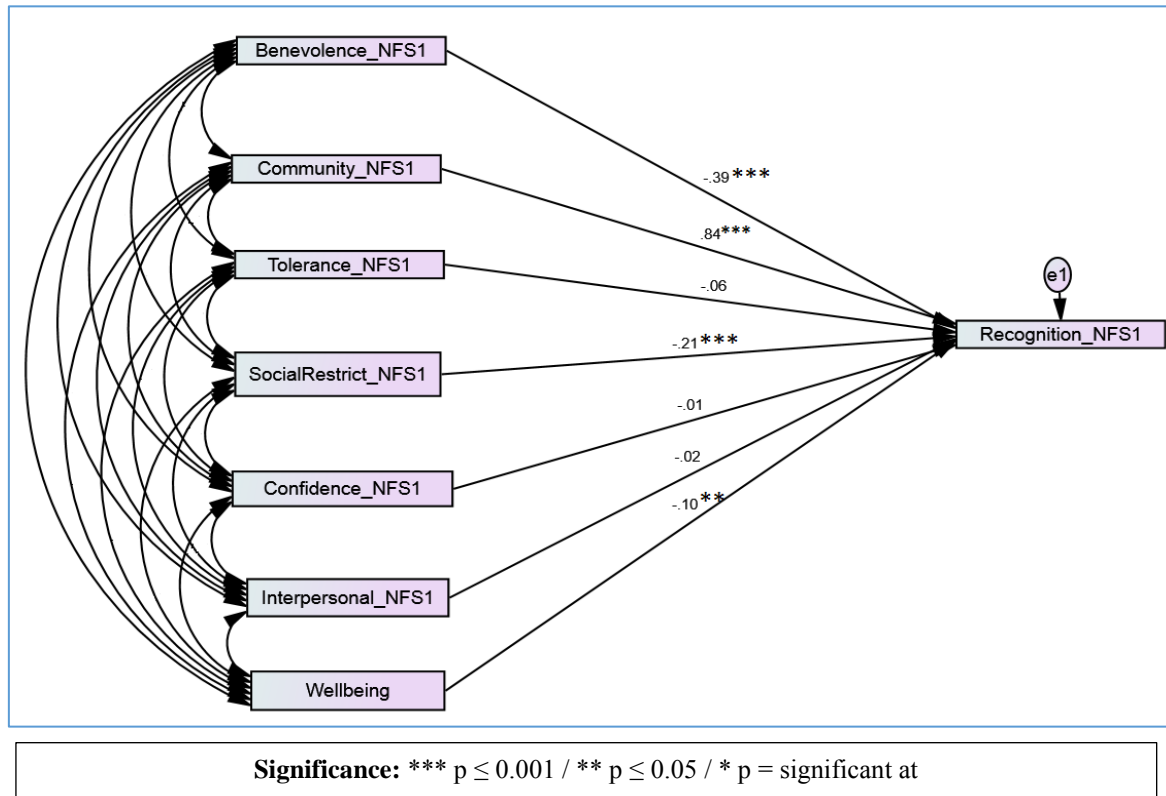 Benevolence_NFS1
Community_NFS1
-.39***
.84***
Tolerance_NFS1
e1
-.06
Recognition_NFS1
-.21***
SocialRestrict_NFS1
-.01
-.02
Confidence_NFS1
-.10**
Interpersonal_NFS1
Wellbeing
Significance: *** p ≤ 0.001 / ** p ≤ 0.05 / * p = significant at